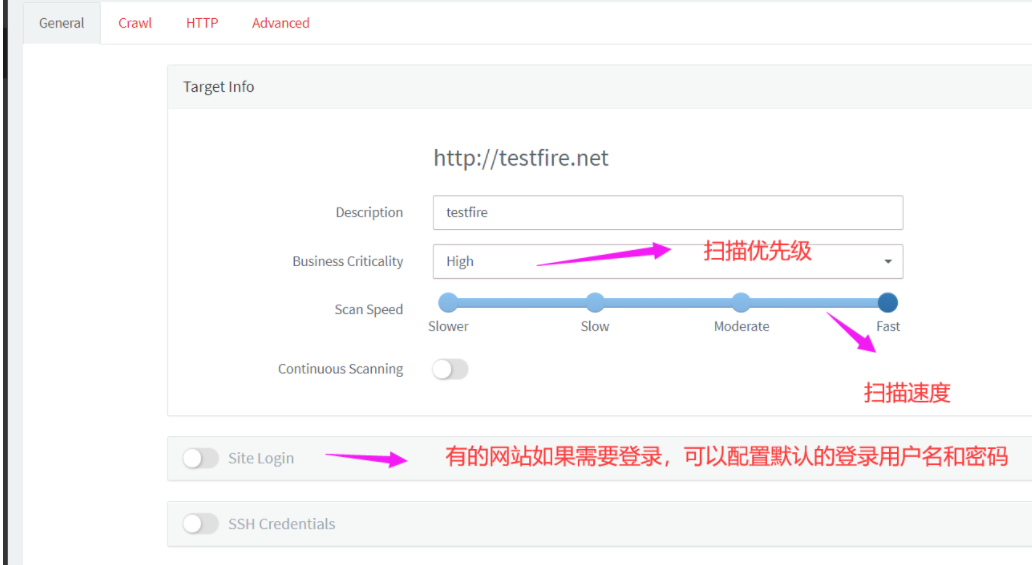 General Crawl HTTP Advanced
Target Info
http://testfire.net
Description testfire
Business Criticality High 扫描优先级
Scan Speed
Slower Slow Moderate Fast
Continuous Scanning
扫描速度
Site Login 有的网站如果需要登录，可以配置默认的登录用户名和密码
SSH Credentials